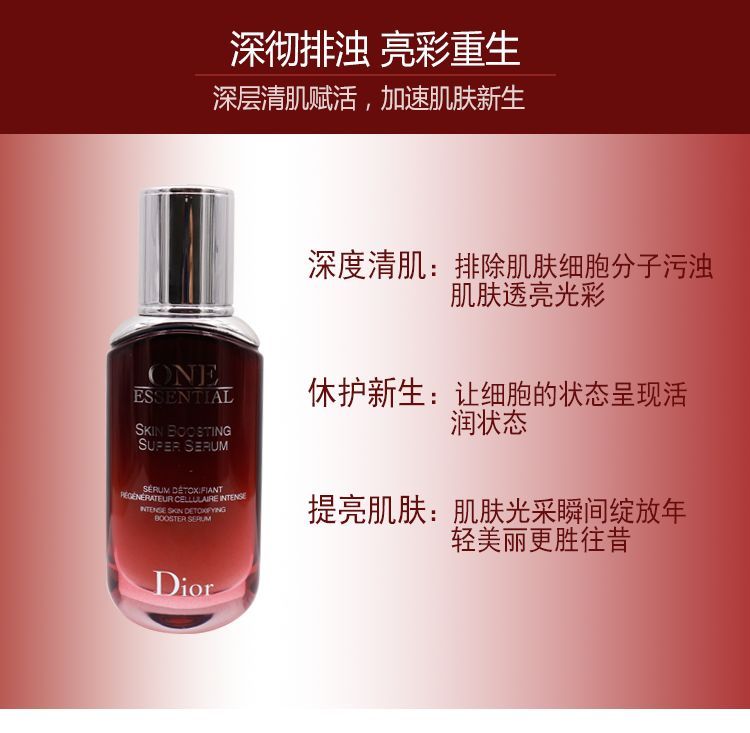 深彻排浊 亮彩重生
深层清肌赋活，加速肌肤新生
深度清肌：排除肌肤细胞分子污浊
肌肤透亮光彩
休护新生：让细胞的状态呈现活
润状态
提亮肌肤：肌肤光采瞬间绽放年
轻美丽更胜往昔
ONE
ESSENTIAL
SKIN BOOSTING
SUPER SERUM
SÉRUM DÉTOXIFIANT
RÉGÉNÉRATEUR CELLULAIRE INTENSE
INTENSE SKIN DETOXIFYING
BOOSTER SERUM
Dior